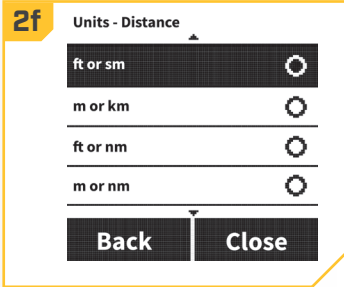 2f
Units - Distance
ft or sm
m or km
ft or nm
m or nm
Back Close